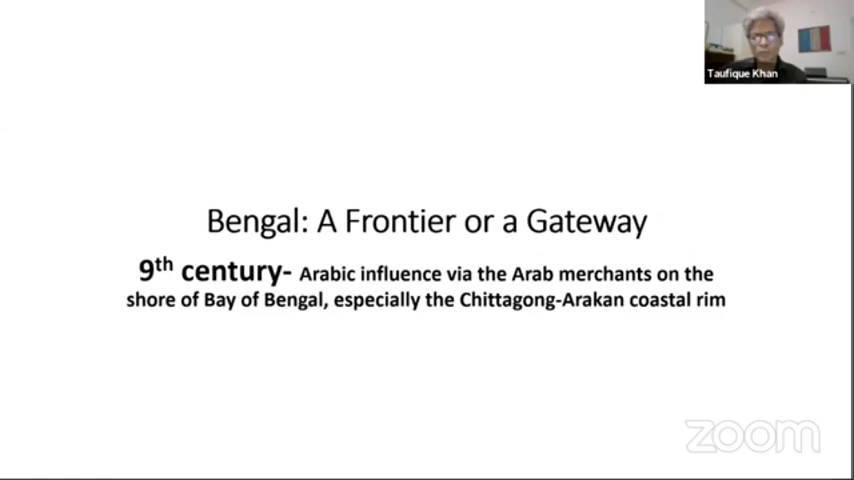 Taufique Khan
Bengal: A Frontier or a Gateway
9th century- Arabic influence via the Arab merchants on the
shore of Bay of Bengal, especially the Chittagong-Arakan coastal rim
zoom